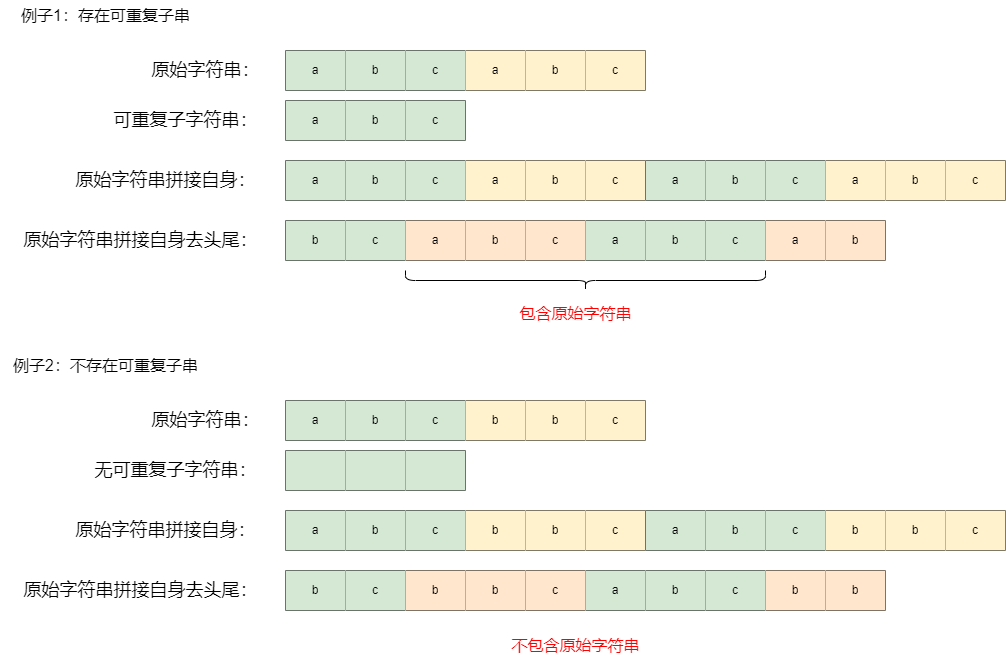 例子1：存在可重复子串
原始字符串： a b c a b c
可重复子字符串： a b c
原始字符串拼接自身： a b c a b c a b c a b c
原始字符串拼接自身去头尾： b c a b c a b c a b
包含原始字符串
例子2：不存在可重复子串
原始字符串： a b c b b c
无可重复子字符串：
原始字符串拼接自身： a b c b b c a b c b b c
原始字符串拼接自身去头尾： b c b b c a b c b b
不包含原始字符串